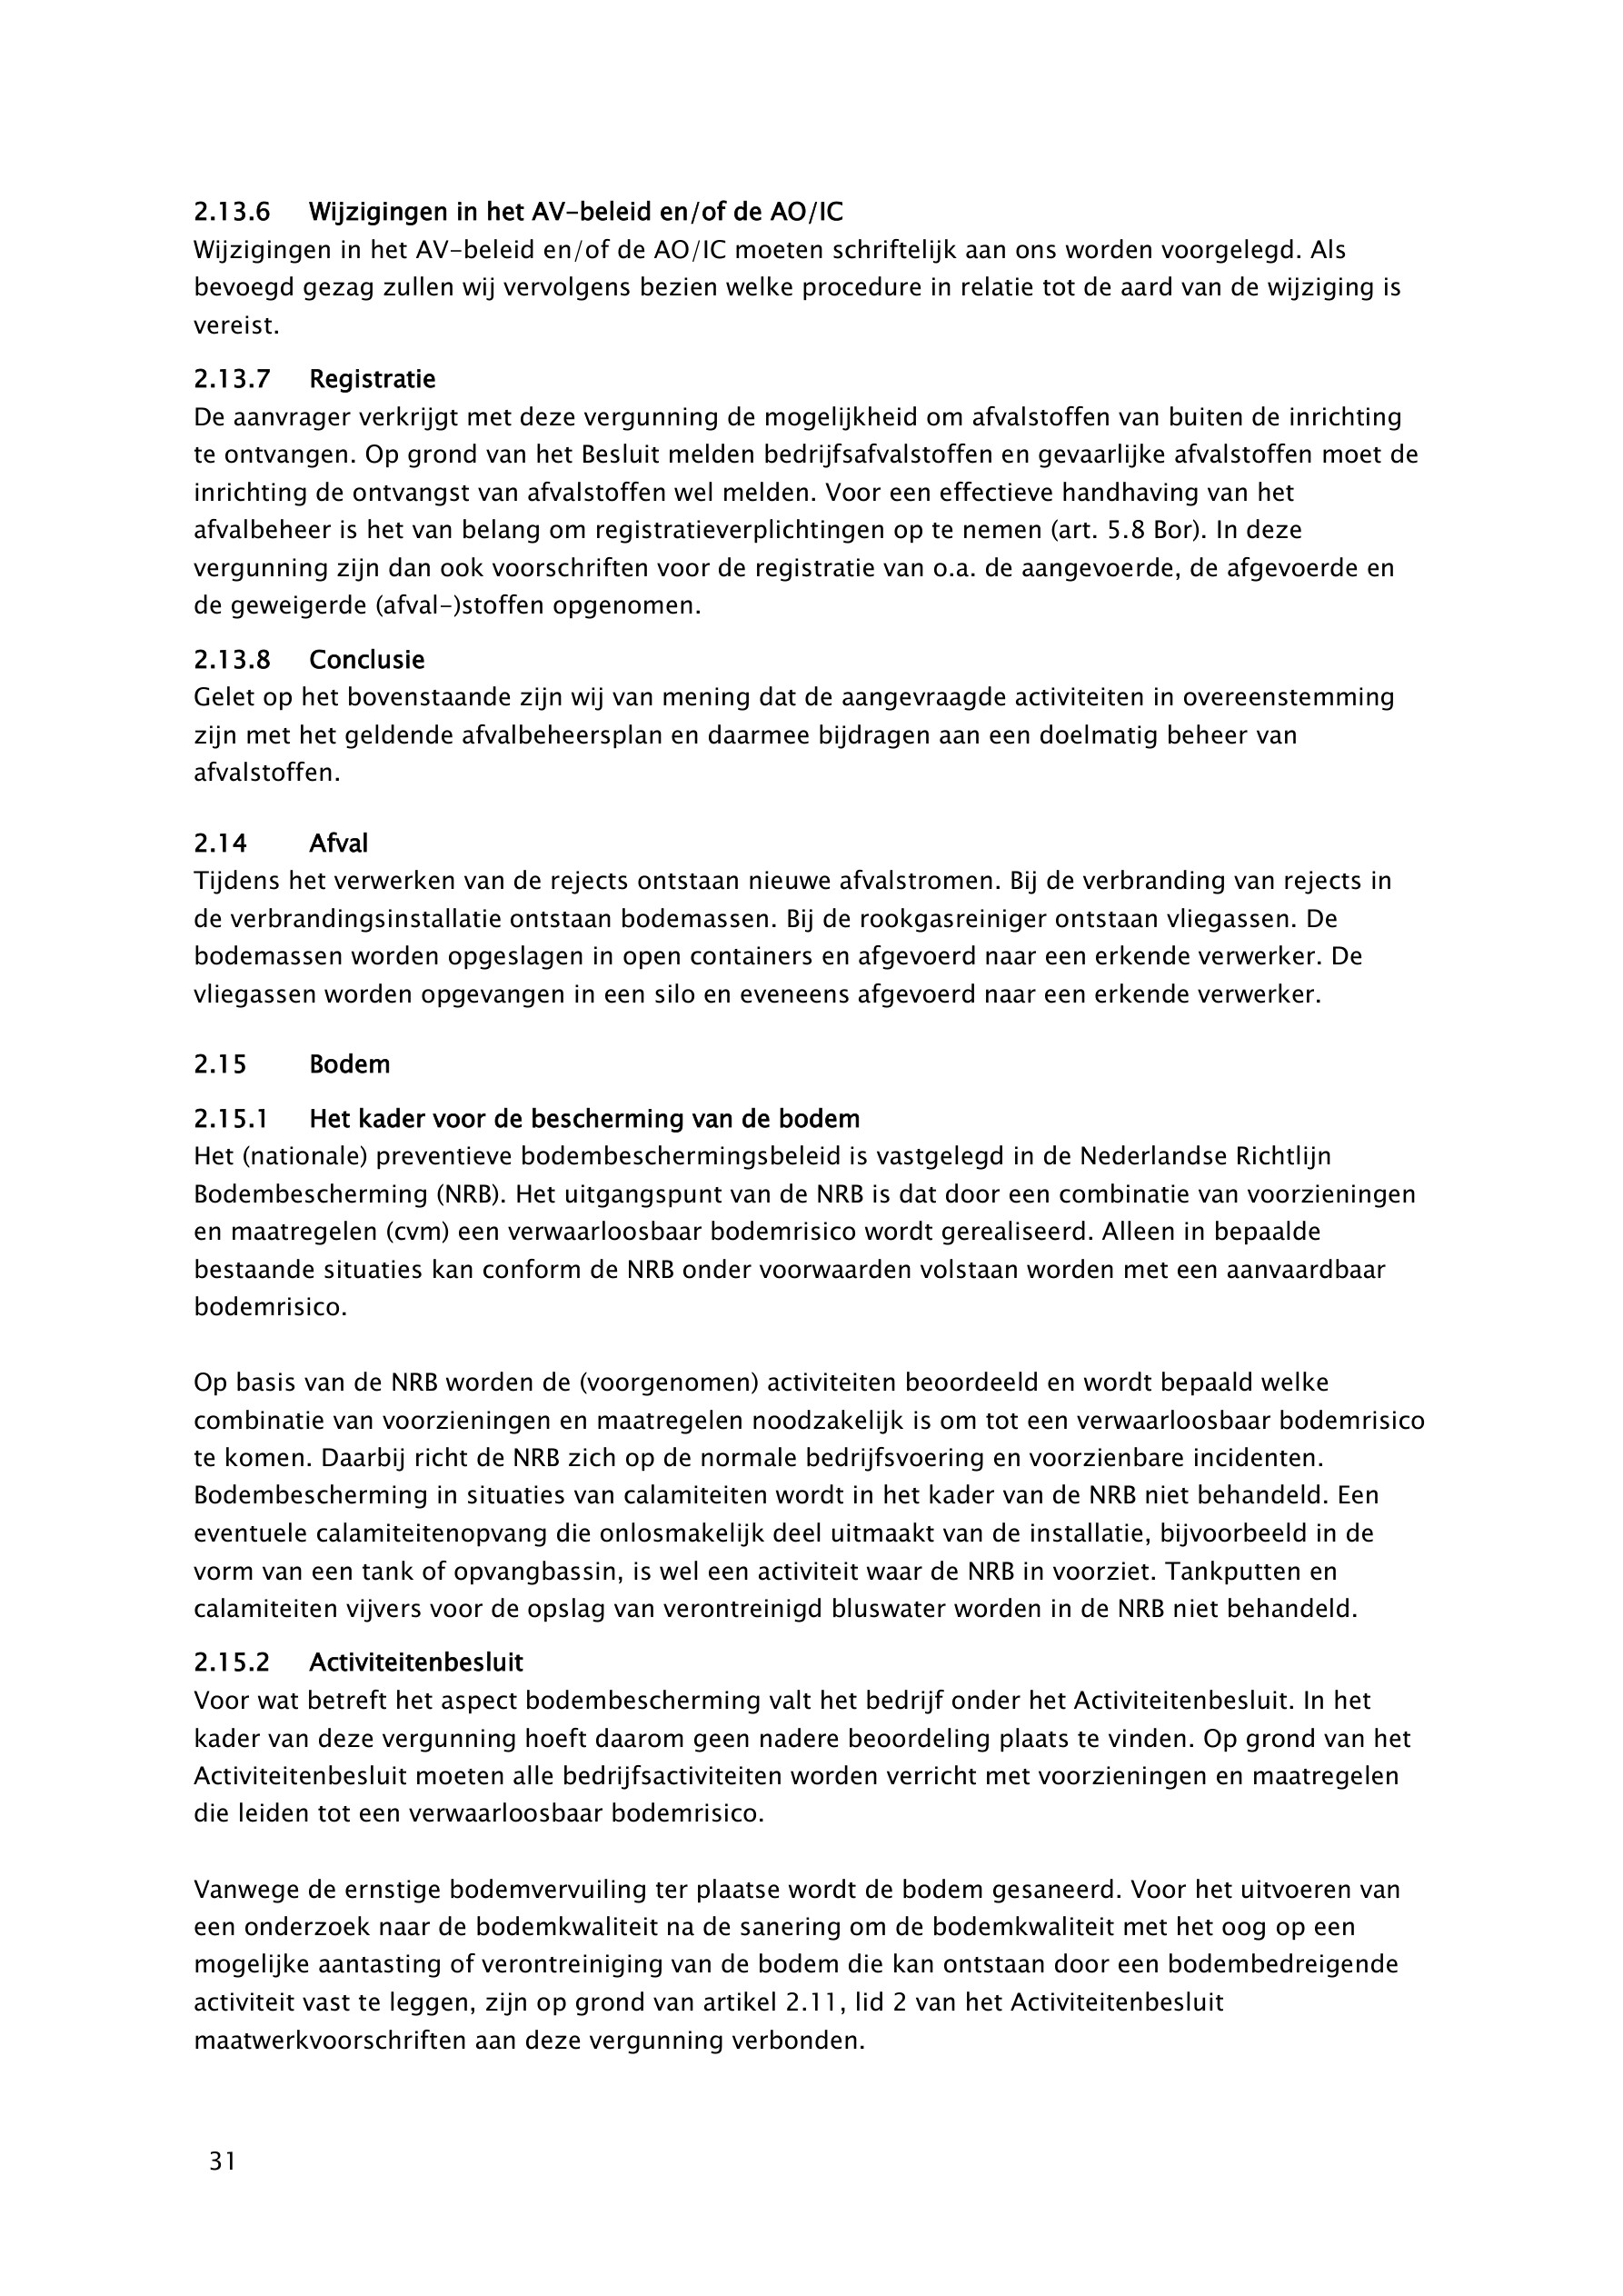 2.13.6 Wijzigingen in het AV-beleid en/of de AO/IC
Wijzigingen in het AV-beleid en/of de AO/IC moeten schriftelijk aan ons worden voorgelegd. Als
bevoegd gezag zullen wij vervolgens bezien welke procedure in relatie tot de aard van de wijziging is
vereist.
2.13.7 Registratie
De aanvrager verkrijgt met deze vergunning de mogelijkheid om afvalstoffen van buiten de inrichting
te ontvangen. Op grond van het Besluit melden bedrijfsafvalstoffen en gevaarlijke afvalstoffen moet de
inrichting de ontvangst van afvalstoffen wel melden. Voor een effectieve handhaving van het
afvalbeheer is het van belang om registratieverplichtingen op te nemen (art. 5.8 Bor). In deze
vergunning zijn dan ook voorschriften voor de registratie van o.a. de aangevoerde, de afgevoerde en
de geweigerde (afval-)stoffen opgenomen.
2.13.8 Conclusie
Gelet op het bovenstaande zijn wij van mening dat de aangevraagde activiteiten in overeenstemming
zijn met het geldende afvalbeheersplan en daarmee bijdragen aan een doelmatig beheer van
afvalstoffen.
2.14 Afval
Tijdens het verwerken van de rejects ontstaan nieuwe afvalstromen. Bij de verbranding van rejects in
de verbrandingsinstallatie ontstaan bodemassen. Bij de rookgasreiniger ontstaan vliegassen. De
bodemassen worden opgeslagen in open containers en afgevoerd naar een erkende verwerker. De
vliegassen worden opgevangen in een silo en eveneens afgevoerd naar een erkende verwerker.
2.15 Bodem
2.15.1 Het kader voor de bescherming van de bodem
Het (nationale) preventieve bodembeschermingsbeleid is vastgelegd in de Nederlandse Richtlijn
Bodembescherming (NRB). Het uitgangspunt van de NRB is dat door een combinatie van voorzieningen
en maatregelen (cvm) een verwaarloosbaar bodemrisico wordt gerealiseerd. Alleen in bepaalde
bestaande situaties kan conform de NRB onder voorwaarden volstaan worden met een aanvaardbaar
bodemrisico.
Op basis van de NRB worden de (voorgenomen) activiteiten beoordeeld en wordt bepaald welke
combinatie van voorzieningen en maatregelen noodzakelijk is om tot een verwaarloosbaar bodemrisico
te komen. Daarbij richt de NRB zich op de normale bedrijfsvoering en voorzienbare incidenten.
Bodembescherming in situaties van calamiteiten wordt in het kader van de NRB niet behandeld. Een
eventuele calamiteitenopvang die onlosmakelijk deel uitmaakt van de installatie, bijvoorbeeld in de
vorm van een tank of opvangbassin, is wel een activiteit waar de NRB in voorziet. Tankputten en
calamiteiten vijvers voor de opslag van verontreinigd bluswater worden in de NRB niet behandeld.
2.15.2 Activiteitenbesluit
Voor wat betreft het aspect bodembescherming valt het bedrijf onder het Activiteitenbesluit. In het
kader van deze vergunning hoeft daarom geen nadere beoordeling plaats te vinden. Op grond van het
Activiteitenbesluit moeten alle bedrijfsactiviteiten worden verricht met voorzieningen en maatregelen
die leiden tot een verwaarloosbaar bodemrisico.
Vanwege de ernstige bodemvervuiling ter plaatse wordt de bodem gesaneerd. Voor het uitvoeren van
een onderzoek naar de bodemkwaliteit na de sanering om de bodemkwaliteit met het oog op een
mogelijke aantasting of verontreiniging van de bodem die kan ontstaan door een bodembedreigende
activiteit vast te leggen, zijn op grond van artikel 2.11, lid 2 van het Activiteitenbesluit
maatwerkvoorschriften aan deze vergunning verbonden.
31